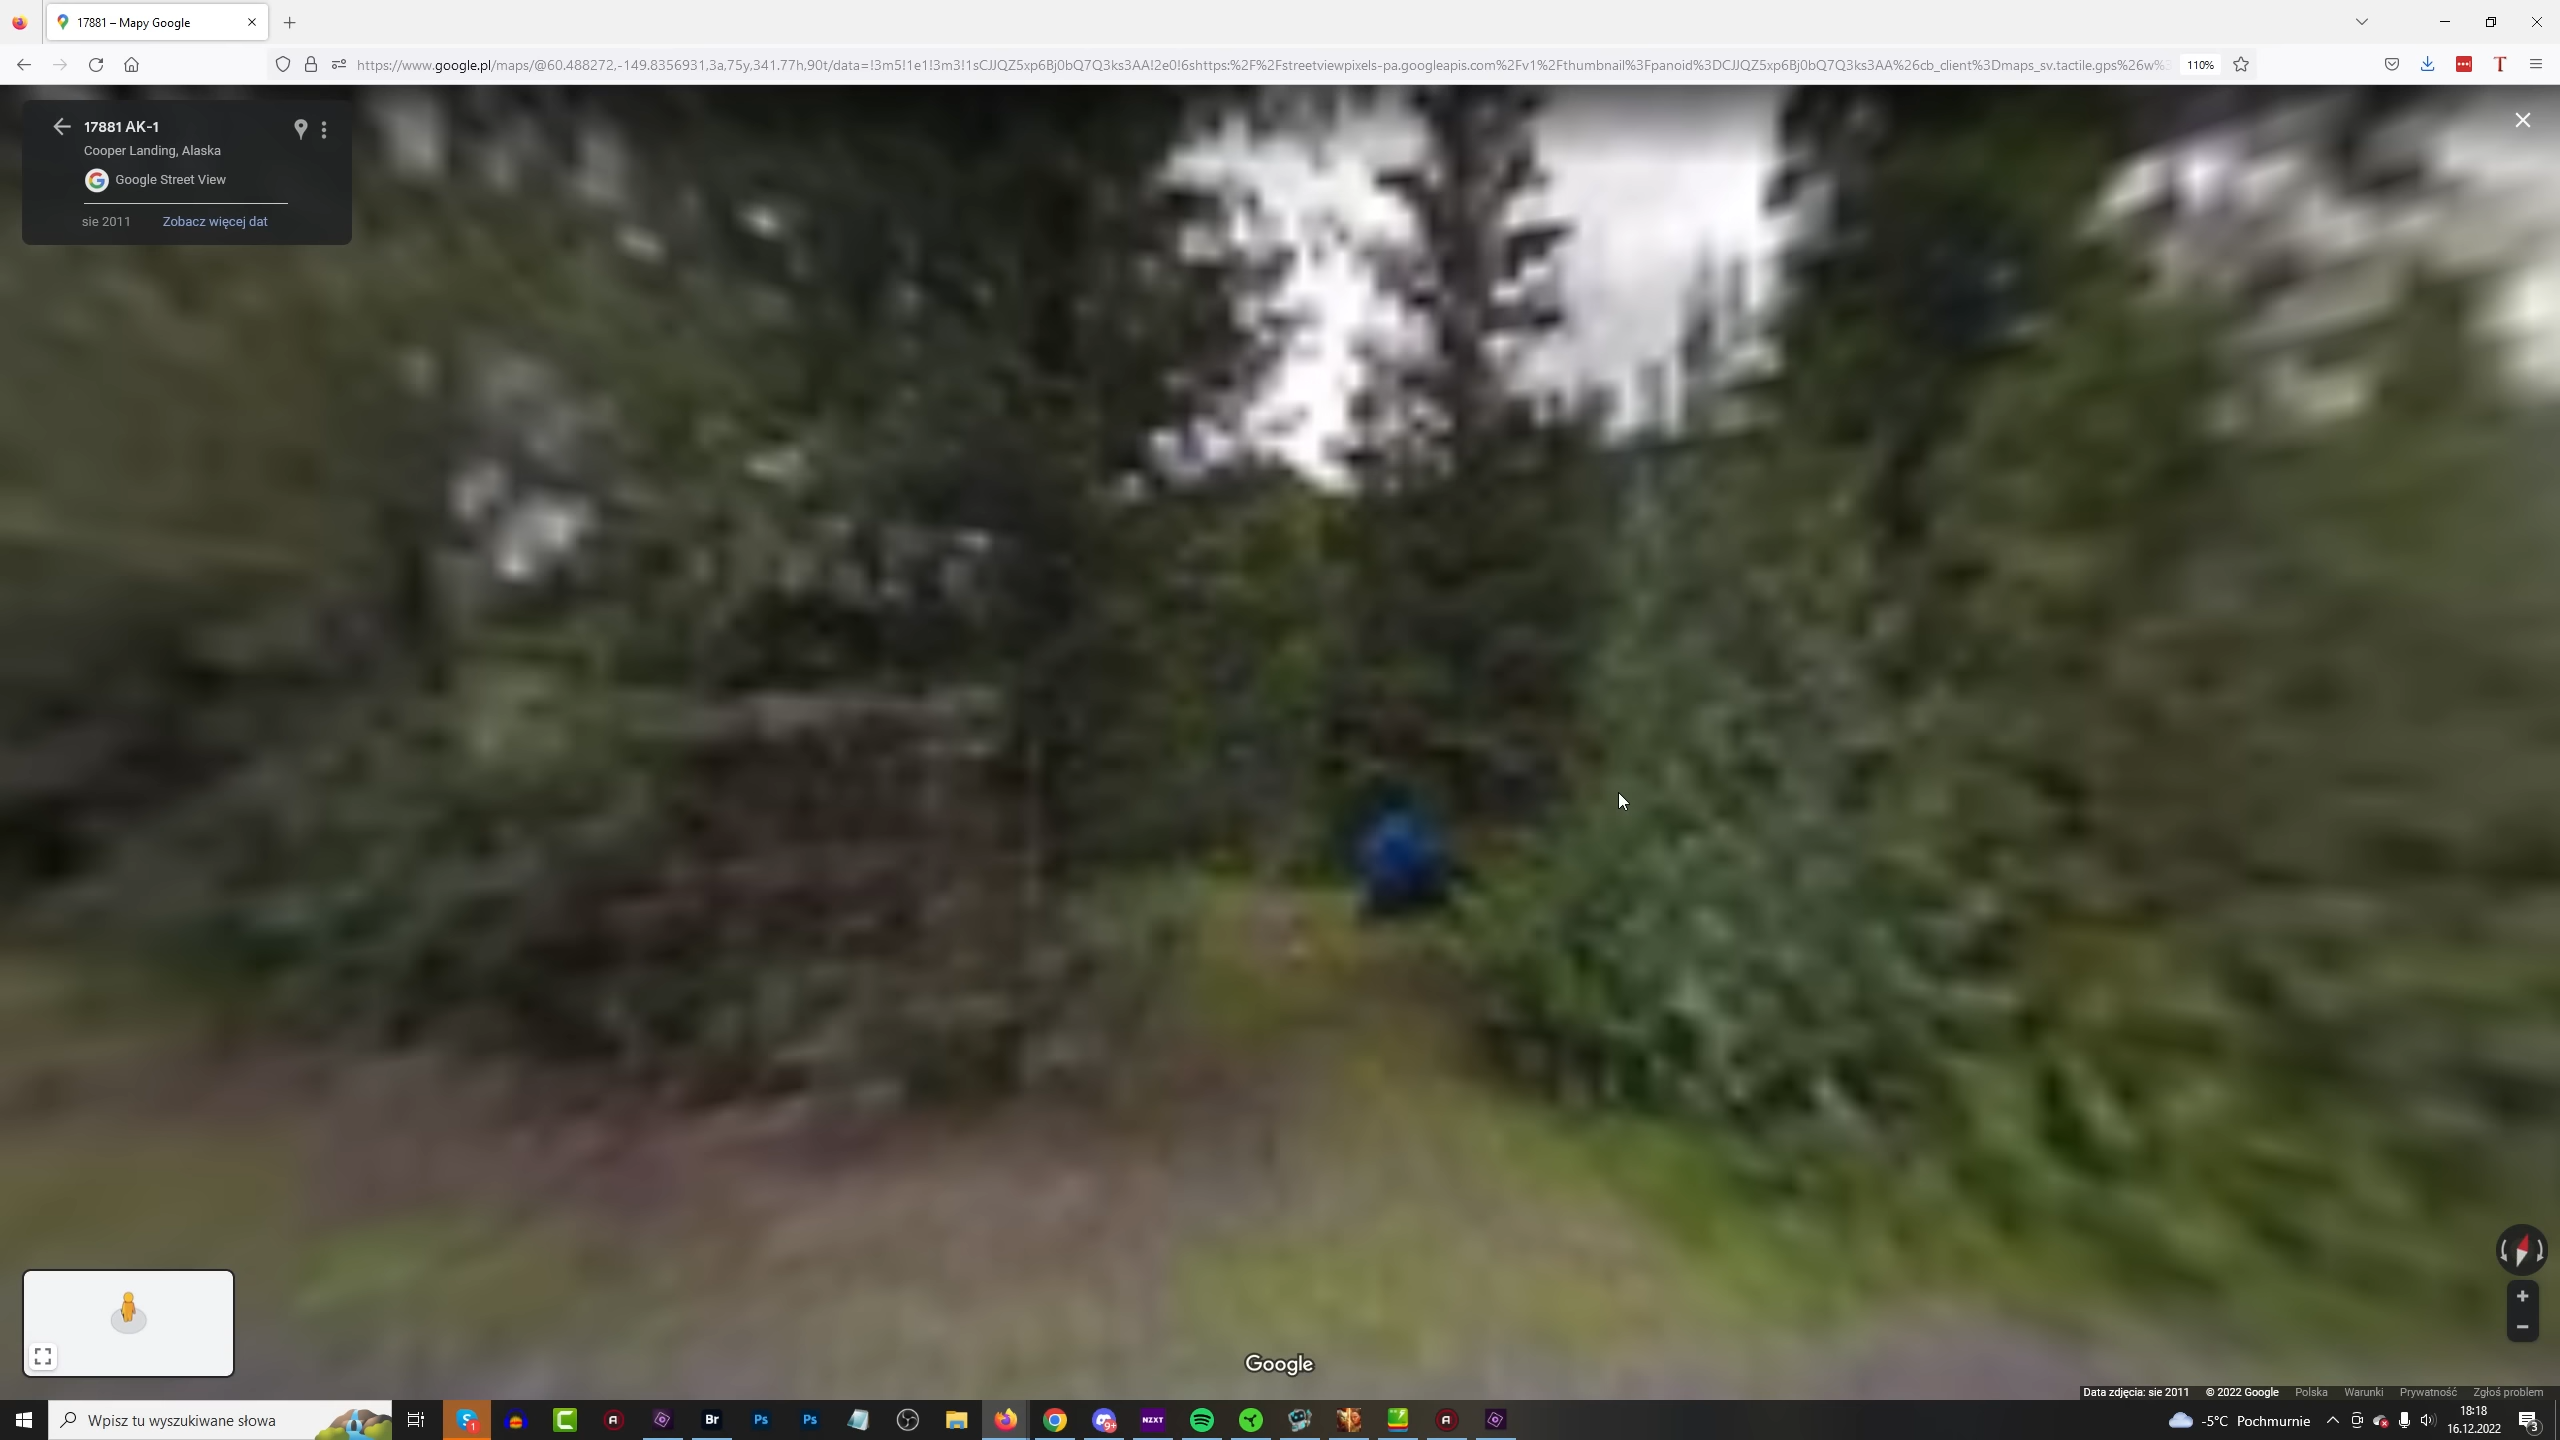 17881 – Mapy Google
https://www.google.pl/maps/@60.488272,-149.8356931,3a,75y,341.77h,90t/data=!3m5!1e1!3m3!1sCJJQZ5xp6Bj0bQ7Q3ks3AA!2e0!6shttps:%2F%2Fstreetviewpixels-pa.googleapis.com%2Fv1%2Fthumbnail%3Fpanoid%3DCJJQZ5xp6Bj0bQ7Q3ks3AA%26cb_client%3Dmaps_sv.tactile.gps%26w%3
110%
17881 AK-1
Cooper Landing, Alaska
Google Street View
sie 2011 Zobacz więcej dat
Google
Data zdjęcia: sie 2011 © 2022 Google Polska Warunki Prywatność Zgłoś problem
Wpisz tu wyszukiwane słowa
1
Br
Ps
Ps
9+
NZXT
-5°C Pochmurnie
18:18
16.12.2022
3